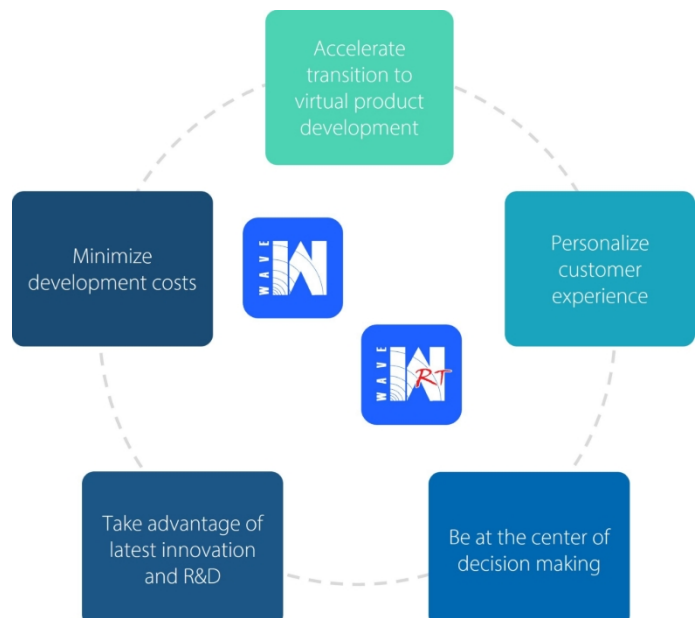 Accelerate
transition to
virtual product
development
Minimize
development costs
Personalize
customer
experience
WAVE
W
WAVE
W RT
Take advantage of
latest innovation
and R&D
Be at the center of
decision making